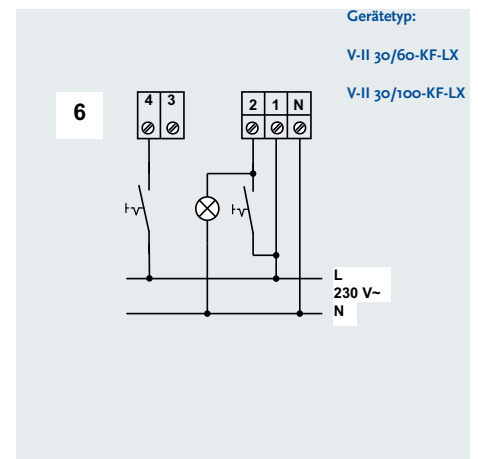 Gerätetyp:
V-II 30/60-KF-LX
V-II 30/100-KF-LX
6
4 3
2 1 N
L
230 V~
N